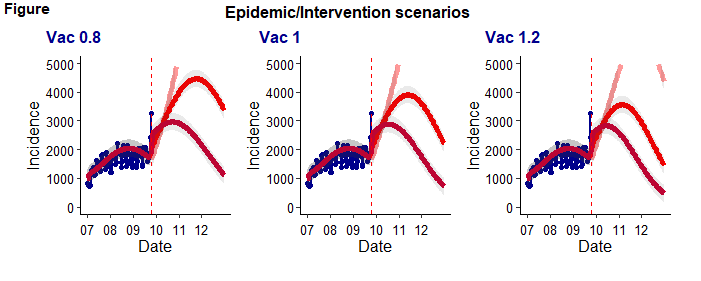 Figure
Epidemic/Intervention scenarios
Vac 0.8
Vac 1
Vac 1.2
Incidence
5000
4000
3000
2000
1000
0
07 08 09 10 11 12
Date
Incidence
5000
4000
3000
2000
1000
0
07 08 09 10 11 12
Date
Incidence
5000
4000
3000
2000
1000
0
07 08 09 10 11 12
Date